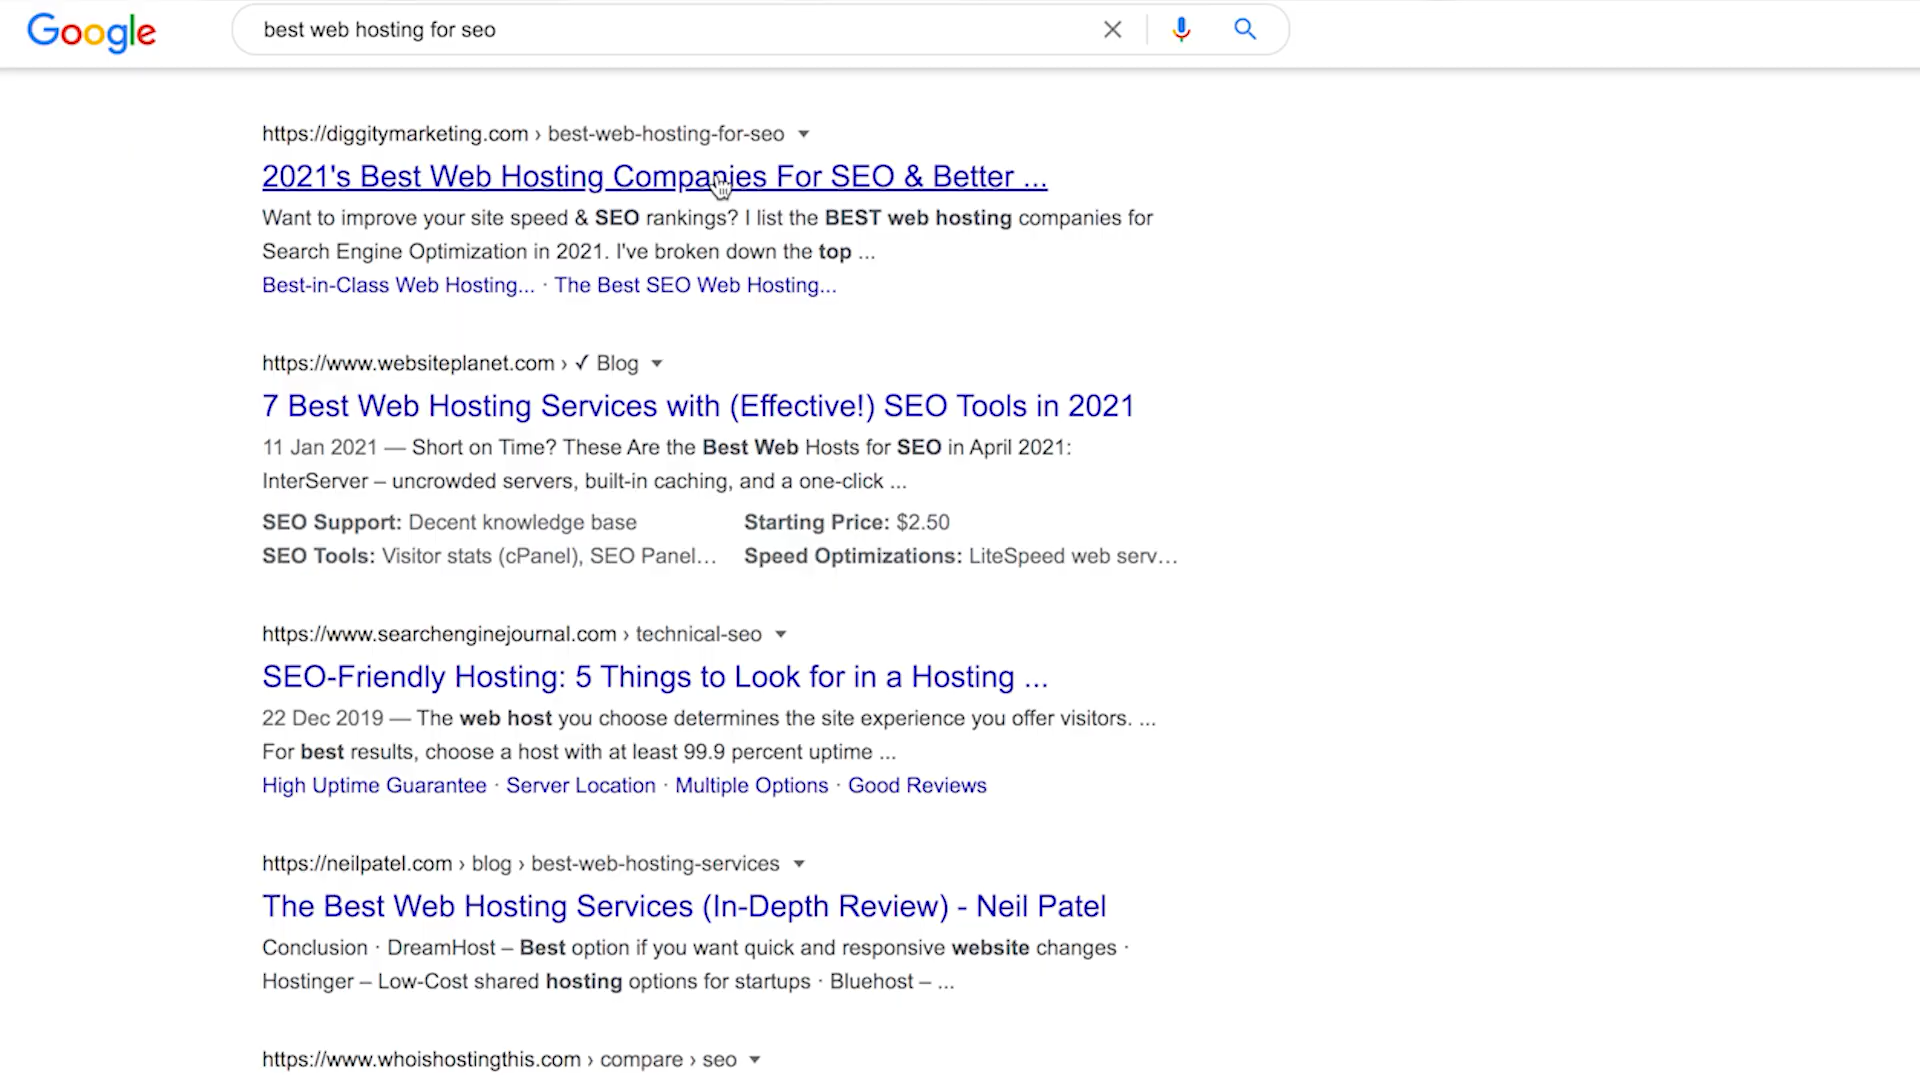 Google
best web hosting for seo
https://diggitymarketing.com › best-web-hosting-for-seo
2021's Best Web Hosting Companies For SEO & Better ...
Want to improve your site speed & SEO rankings? I list the BEST web hosting companies for
Search Engine Optimization in 2021. I've broken down the top ...
Best-in-Class Web Hosting... · The Best SEO Web Hosting...
https://www.websiteplanet.com › ✓ Blog
7 Best Web Hosting Services with (Effective!) SEO Tools in 2021
11 Jan 2021 — Short on Time? These Are the Best Web Hosts for SEO in April 2021:
InterServer – uncrowded servers, built-in caching, and a one-click ...
SEO Support: Decent knowledge base Starting Price: $2.50
SEO Tools: Visitor stats (cPanel), SEO Panel... Speed Optimizations: LiteSpeed web serv...
https://www.searchenginejournal.com › technical-seo
SEO-Friendly Hosting: 5 Things to Look for in a Hosting ...
22 Dec 2019 — The web host you choose determines the site experience you offer visitors. ...
For best results, choose a host with at least 99.9 percent uptime ...
High Uptime Guarantee · Server Location · Multiple Options · Good Reviews
https://neilpatel.com › blog › best-web-hosting-services
The Best Web Hosting Services (In-Depth Review) - Neil Patel
Conclusion · DreamHost – Best option if you want quick and responsive website changes ·
Hostinger – Low-Cost shared hosting options for startups · Bluehost – ...
https://www.whoishostingthis.com › compare › seo